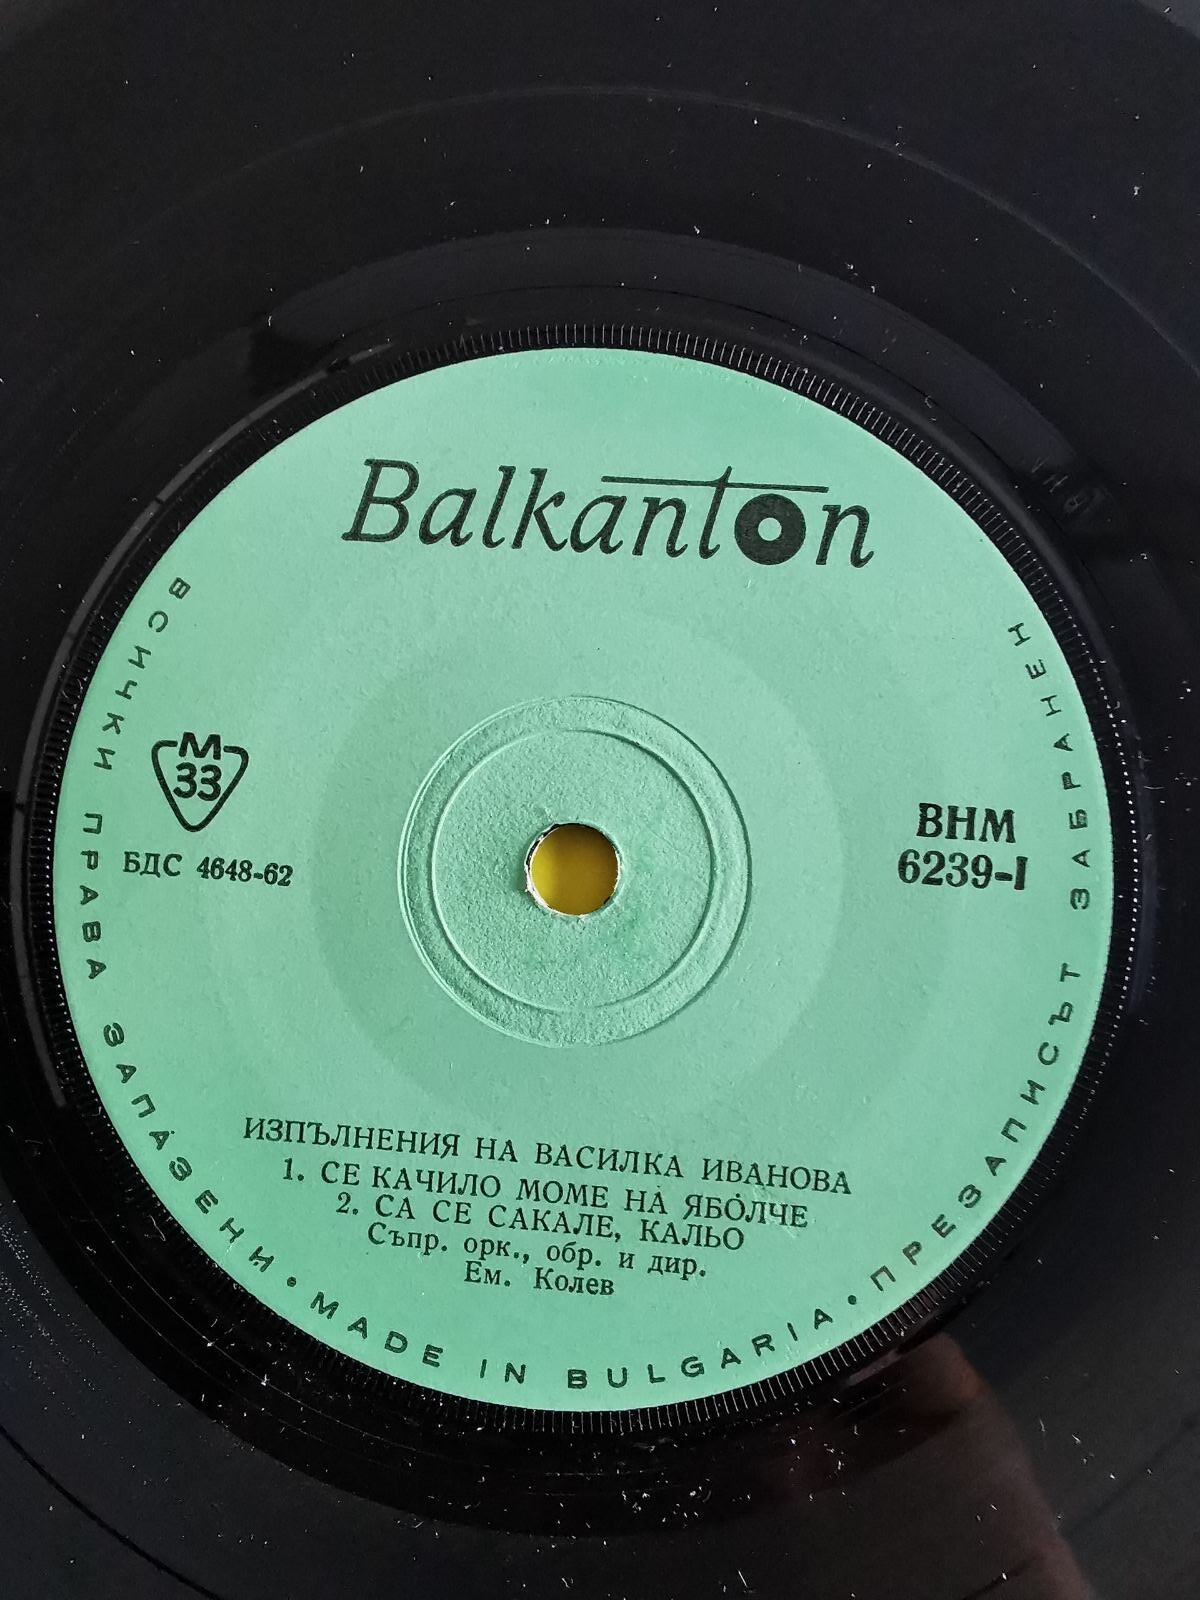 Balkanton
М
33
БДС 4648-62
ВНМ
6239-I
ИЗПЪЛНЕНИЯ НА ВАСИЛКА ИВАНОВА
1. СЕ КАЧИЛО МОМЕ НА ЯБОЛЧЕ
2. СА СЕ САКАЛЕ, КАЛЬО
Съпр. орк., обр. и дир.
Ем. Колев
ВСИЧКИ ПРАВА ЗАПАЗЕНИ • MADE IN BULGARIA • ПРЕЗАПИСЪТ ЗАБРАНЕН